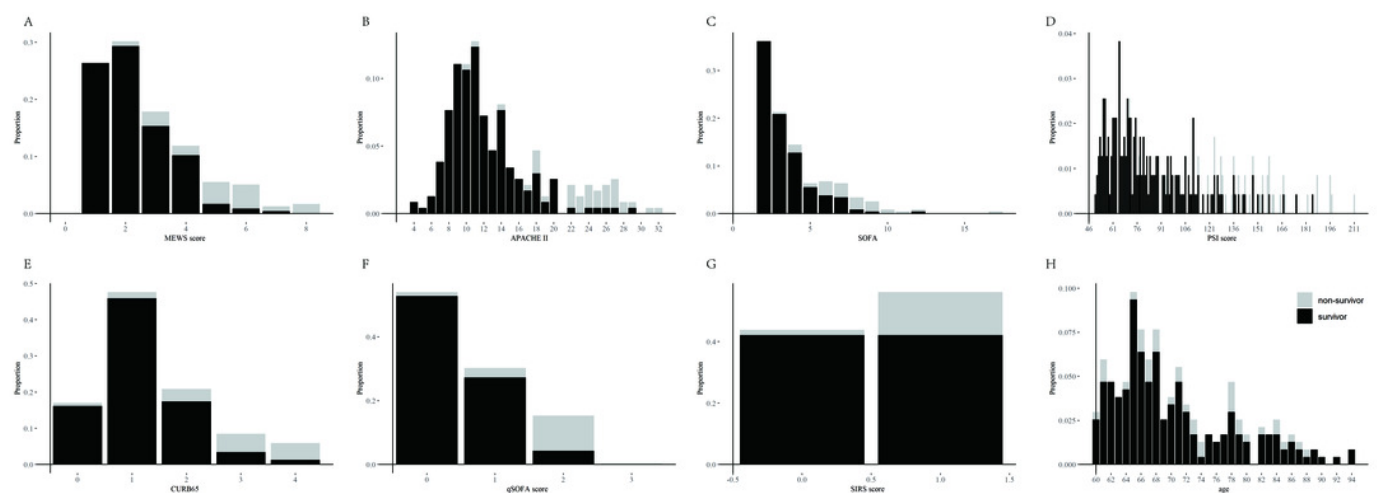 A
0.3
0.2
0.1
0.0
Proportion
0 2 4 6 8
MEWS score
B
0.10
0.05
0.00
Proportion
4 6 8 10 12 14 16 18 20 22 24 26 28 30 32
APACHE II
C
0.3
0.2
0.1
0.0
Proportion
0 5 10 15
SOFA
D
0.04
0.03
0.02
0.01
0.00
Proportion
46 61 76 91 106 121 136 151 166 181 196 211
PSI score
E
0.5
0.4
0.3
0.2
0.1
0.0
Proportion
0 1 2 3 4
CURB65
F
0.4
0.2
0.0
Proportion
0 1 2 3
qSOFA score
G
0.4
0.2
0.0
Proportion
-0.5 0.0 0.5 1.0 1.5
SIRS score
H
0.100
0.075
0.050
0.025
0.000
Proportion
60 62 64 66 68 70 72 74 76 78 80 82 84 86 88 90 92 94
age
non-survivor
survivor